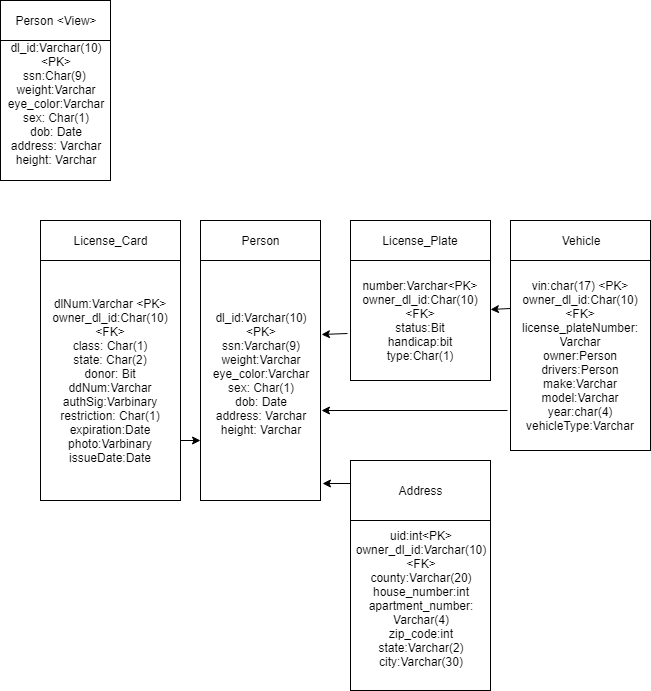 Person <View>
dl_id:Varchar(10)
<PK>
ssn:Char(9)
weight:Varchar
eye_color:Varchar
sex: Char(1)
dob: Date
address: Varchar
height: Varchar
License_Card
dlNum:Varchar <PK>
owner_dl_id:Char(10)
<FK>
class: Char(1)
state: Char(2)
donor: Bit
ddNum:Varchar
authSig:Varbinary
restriction: Char(1)
expiration:Date
photo:Varbinary
issueDate:Date
Person
dl_id:Varchar(10)
<PK>
ssn:Varchar(9)
weight:Varchar
eye_color:Varchar
sex: Char(1)
dob: Date
address: Varchar
height: Varchar
License_Plate
number:Varchar<PK>
owner_dl_id:Char(10)
<FK>
status:Bit
handicap:bit
type:Char(1)
Vehicle
vin:char(17) <PK>
owner_dl_id:Char(10)
<FK>
license_plateNumber:
Varchar
owner:Person
drivers:Person
make:Varchar
model:Varchar
year:char(4)
vehicleType:Varchar
Address
uid:int<PK>
owner_dl_id:Varchar(10)
<FK>
county:Varchar(20)
house_number:int
apartment_number:
Varchar(4)
zip_code:int
state:Varchar(2)
city:Varchar(30)